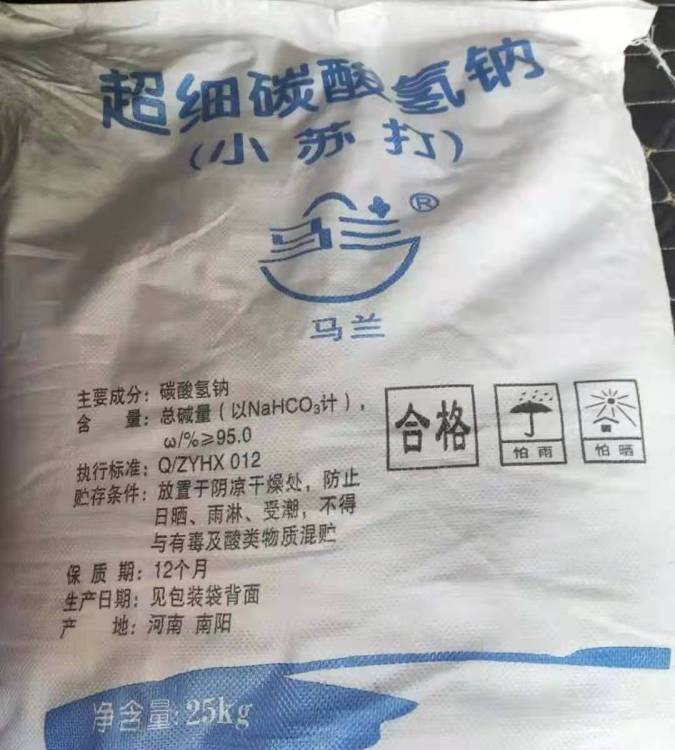 超细碳酸氢钠
(小苏打)
马兰®
马兰
主要成分：碳酸氢钠
含 量：总碱量（以NaHCO₃计），
ω/%≥95.0
执行标准：Q/ZYHX 012
贮存条件：放置于阴凉干燥处，防止
日晒、雨淋、受潮，不得
与有毒及酸类物质混贮
保 质 期：12个月
生产日期：见包装袋背面
产 地：河南 南阳
合格
怕雨
怕晒
净含量:25kg